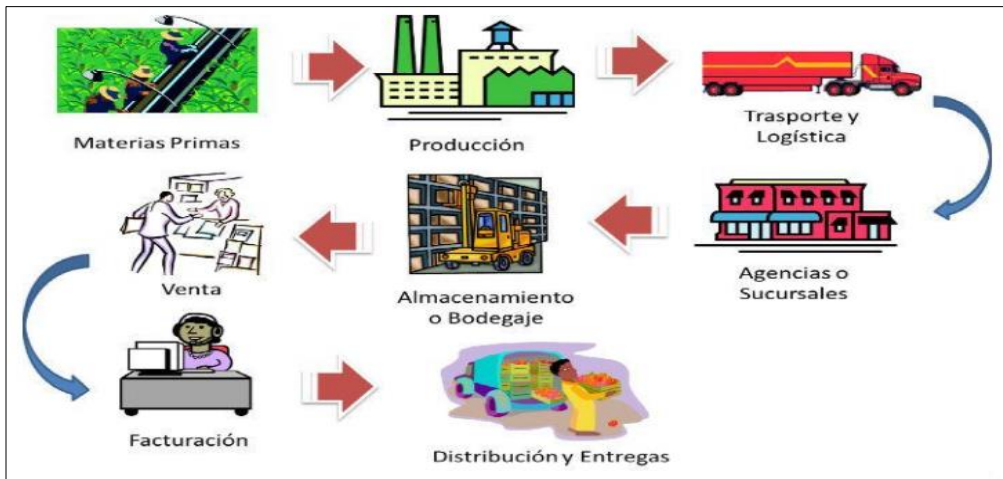 Materias Primas
Producción
Trasporte y
Logística
Agencias o
Sucursales
Almacenamiento
o Bodegaje
Venta
Facturación
Distribución y Entregas